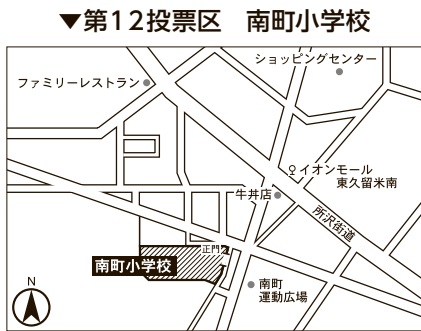 ▼第12投票区　南町小学校
ショッピングセンター
ファミリーレストラン
イオンモール
東久留米南
牛丼店
所沢街道
正門
南町小学校
南町
運動広場
N